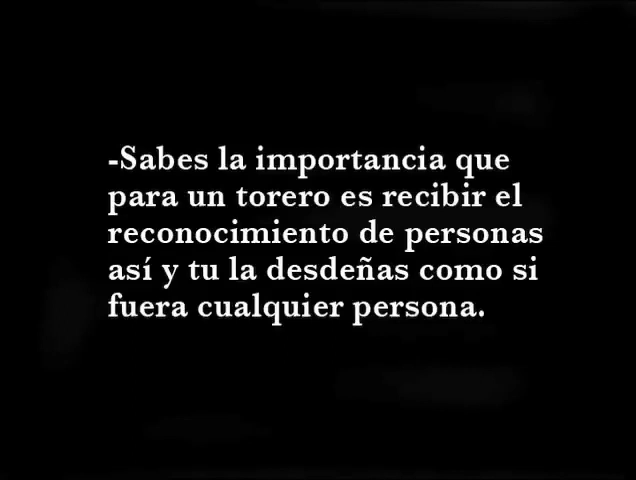 -Sabes la importancia que
para un torero es recibir el
reconocimiento de personas
así y tu la desdeñas como si
fuera cualquier persona.